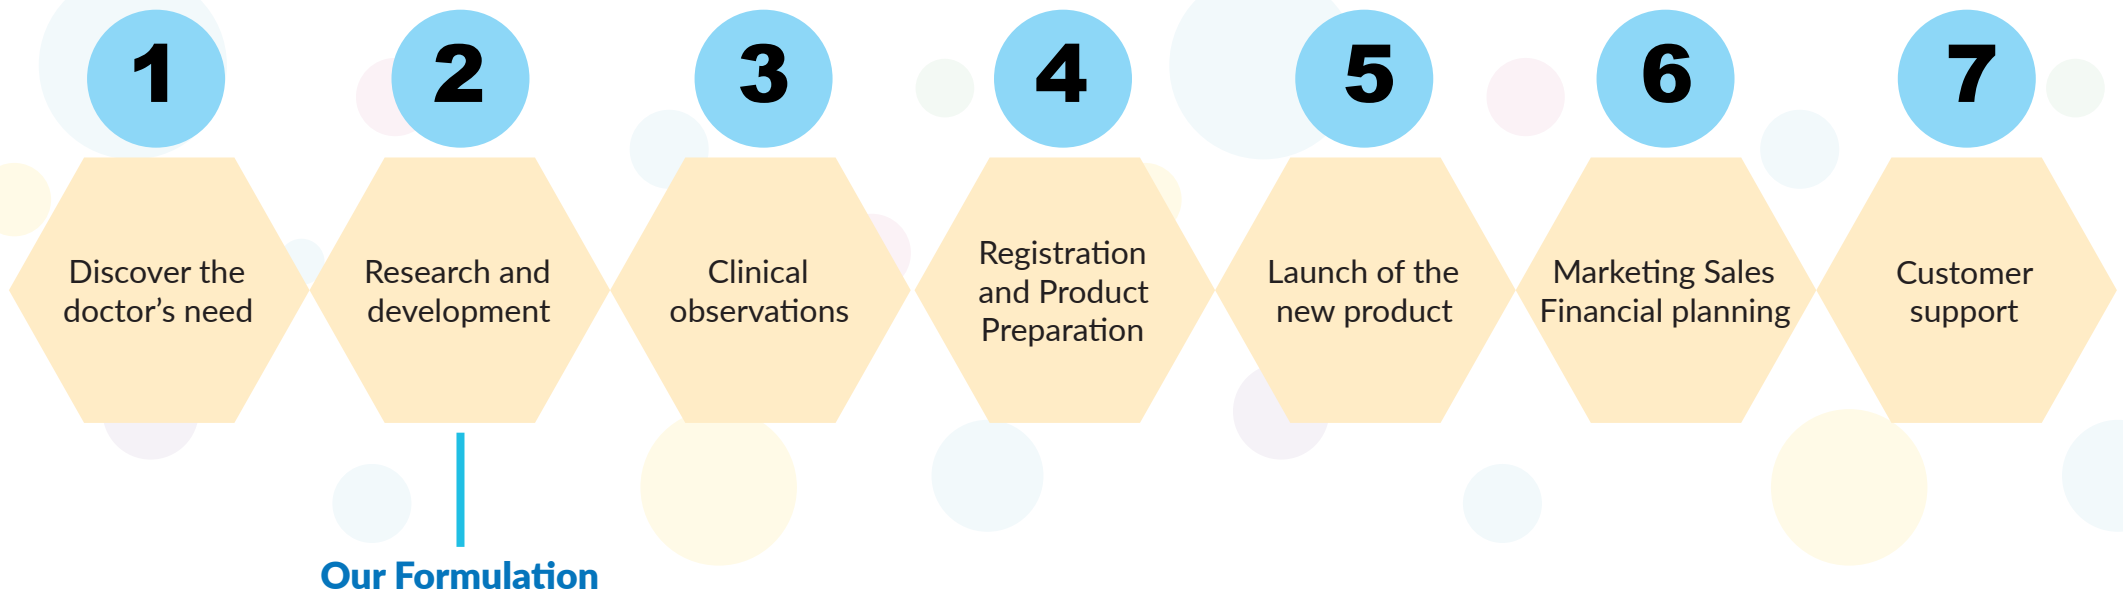 1
Discover the
doctor’s need
2
Research and
development
Our Formulation
3
Clinical
observations
4
Registration
and Product
Preparation
5
Launch of the
new product
6
Marketing Sales
Financial planning
7
Customer
support